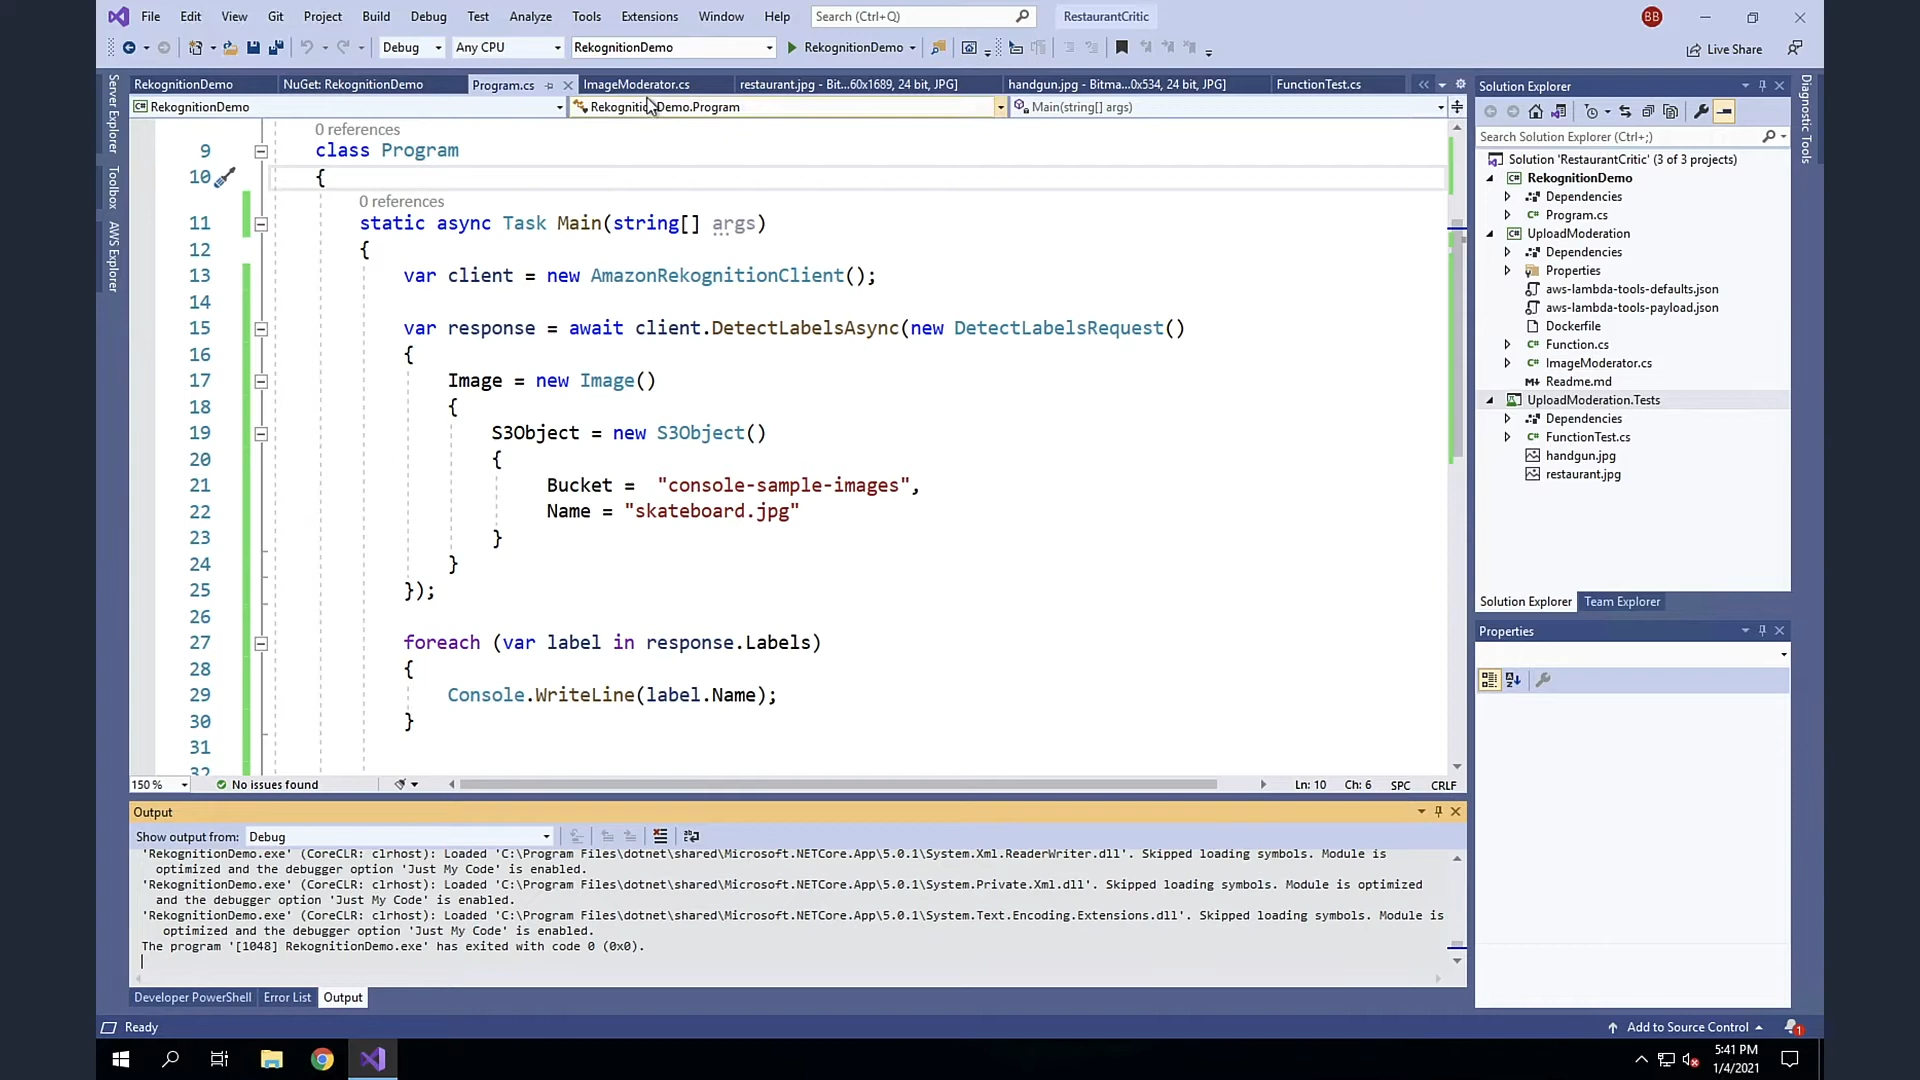 File Edit View Git Project Build Debug Test Analyze Tools Extensions Window Help Search (Ctrl+Q) RestaurantCritic BB
Debug Any CPU RekognitionDemo RekognitionDemo Live Share
RekognitionDemo NuGet: RekognitionDemo Program.cs ImageModerator.cs restaurant.jpg - Bit...60x1689, 24 bit, JPG] handgun.jpg - Bitma...0x534, 24 bit, JPG] FunctionTest.cs
RekognitionDemo RekognitionDemo.Program Main(string[] args)
Server Explorer
Toolbox
AWS Explorer
0 references
9 class Program
10 {
0 references
11 static async Task Main(string[] args)
12 {
13 var client = new AmazonRekognitionClient();
14
15 var response = await client.DetectLabelsAsync(new DetectLabelsRequest()
16 {
17 Image = new Image()
18 {
19 S3Object = new S3Object()
20 {
21 Bucket = "console-sample-images",
22 Name = "skateboard.jpg"
23 }
24 }
25 });
26
27 foreach (var label in response.Labels)
28 {
29 Console.WriteLine(label.Name);
30 }
31
32
150 % No issues found Ln: 10 Ch: 6 SPC CRLF
Output
Show output from: Debug
'RekognitionDemo.exe' (CoreCLR: clrhost): Loaded 'C:\Program Files\dotnet\shared\Microsoft.NETCore.App\5.0.1\System.Xml.ReaderWriter.dll'. Skipped loading symbols. Module is
optimized and the debugger option 'Just My Code' is enabled.
'RekognitionDemo.exe' (CoreCLR: clrhost): Loaded 'C:\Program Files\dotnet\shared\Microsoft.NETCore.App\5.0.1\System.Private.Xml.dll'. Skipped loading symbols. Module is optimized
and the debugger option 'Just My Code' is enabled.
'RekognitionDemo.exe' (CoreCLR: clrhost): Loaded 'C:\Program Files\dotnet\shared\Microsoft.NETCore.App\5.0.1\System.Text.Encoding.Extensions.dll'. Skipped loading symbols. Module is
optimized and the debugger option 'Just My Code' is enabled.
The program '[1048] RekognitionDemo.exe' has exited with code 0 (0x0).
Developer PowerShell Error List Output
Solution Explorer
Search Solution Explorer (Ctrl+;)
Solution 'RestaurantCritic' (3 of 3 projects)
RekognitionDemo
Dependencies
Program.cs
UploadModeration
Dependencies
Properties
aws-lambda-tools-defaults.json
aws-lambda-tools-payload.json
Dockerfile
Function.cs
ImageModerator.cs
Readme.md
UploadModeration.Tests
Dependencies
FunctionTest.cs
handgun.jpg
restaurant.jpg
Solution Explorer Team Explorer
Properties
Diagnostic Tools
Ready Add to Source Control 1
5:41 PM
1/4/2021